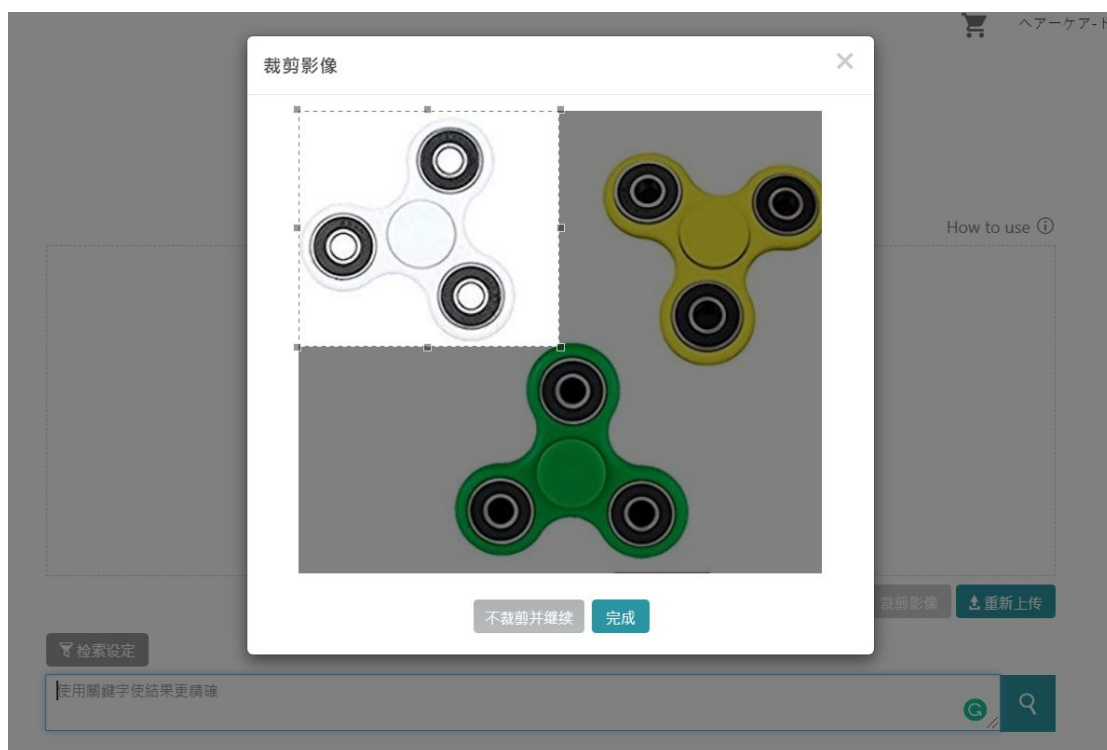 ヘアーケア-ト
裁剪影像
×
How to use ⓘ
不裁剪并继续
完成
裁剪影像
重新上传
检索设定
使用關鍵字使結果更精確